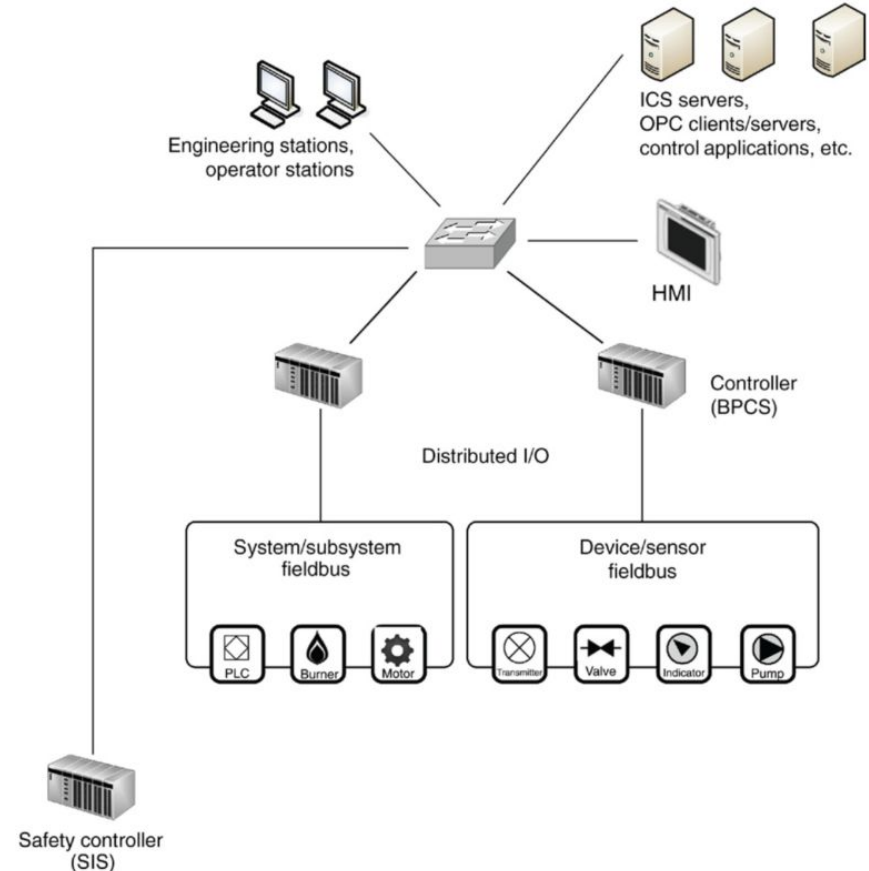 Engineering stations,
operator stations
ICS servers,
OPC clients/servers,
control applications, etc.
HMI
Controller
(BPCS)
Distributed I/O
System/subsystem
fieldbus
Device/sensor
fieldbus
PLC
Burner
Motor
Transmitter
Valve
Indicator
Pump
Safety controller
(SIS)